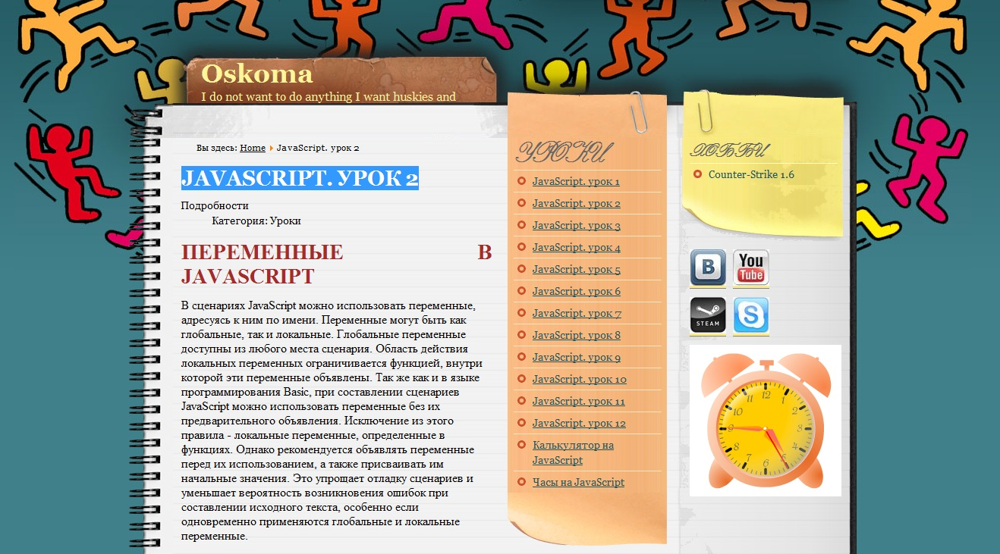 Oskoma
I do not want to do anything I want huskies and
Вы здесь: Home JavaScript. урок 2
JAVASCRIPT. УРОК 2
Подробности
Категория: Уроки
ПЕРЕМЕННЫЕ В
JAVASCRIPT
В сценариях JavaScript можно использовать переменные,
адресуясь к ним по имени. Переменные могут быть как
глобальные, так и локальные. Глобальные переменные
доступны из любого места сценария. Область действия
локальных переменных ограничивается функцией, внутри
которой эти переменные объявлены. Так же как и в языке
программирования Basic, при составлении сценариев
JavaScript можно использовать переменные без их
предварительного объявления. Исключение из этого
правила - локальные переменные, определенные в
функциях. Однако рекомендуется объявлять переменные
перед их использованием, а также присваивать им
начальные значения. Это упрощает отладку сценариев и
уменьшает вероятность возникновения ошибок при
составлении исходного текста, особенно если
одновременно применяются глобальные и локальные
переменные.
УРОКИ
JavaScript. урок 1
JavaScript. урок 2
JavaScript. урок 3
JavaScript. урок 4
JavaScript. урок 5
JavaScript. урок 6
JavaScript. урок 7
JavaScript. урок 8
JavaScript. урок 9
JavaScript. урок 10
JavaScript. урок 11
JavaScript. урок 12
Калькулятор на
JavaScript
Часы на JavaScript
ХОББИ
Counter-Strike 1.6
В
You
Tube
STEAM
S
12
1
2
3
4
5
6
7
8
9
10
11